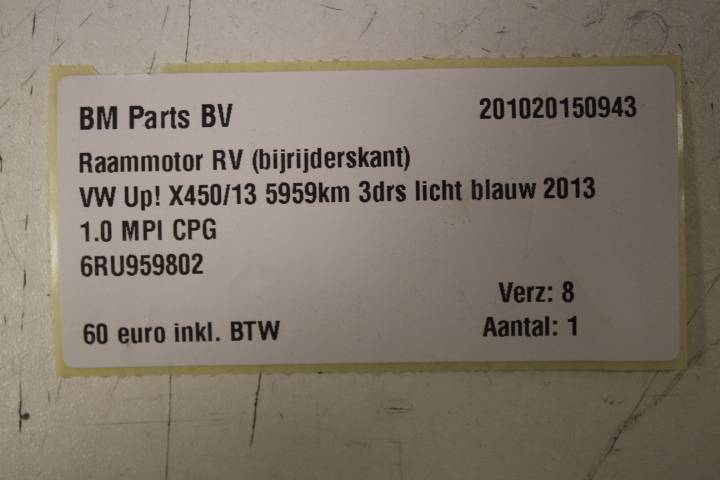 BM Parts BV 201020150943
Raammotor RV (bijrijderskant)
VW Up! X450/13 5959km 3drs licht blauw 2013
1.0 MPI CPG
6RU959802
Verz: 8
60 euro inkl. BTW Aantal: 1